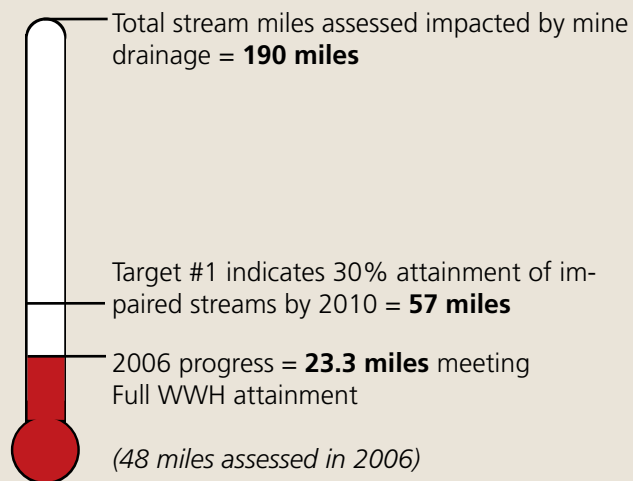 Total stream miles assessed impacted by mine
drainage = 190 miles
Target #1 indicates 30% attainment of im-
paired streams by 2010 = 57 miles
2006 progress = 23.3 miles meeting
Full WWH attainment
(48 miles assessed in 2006)